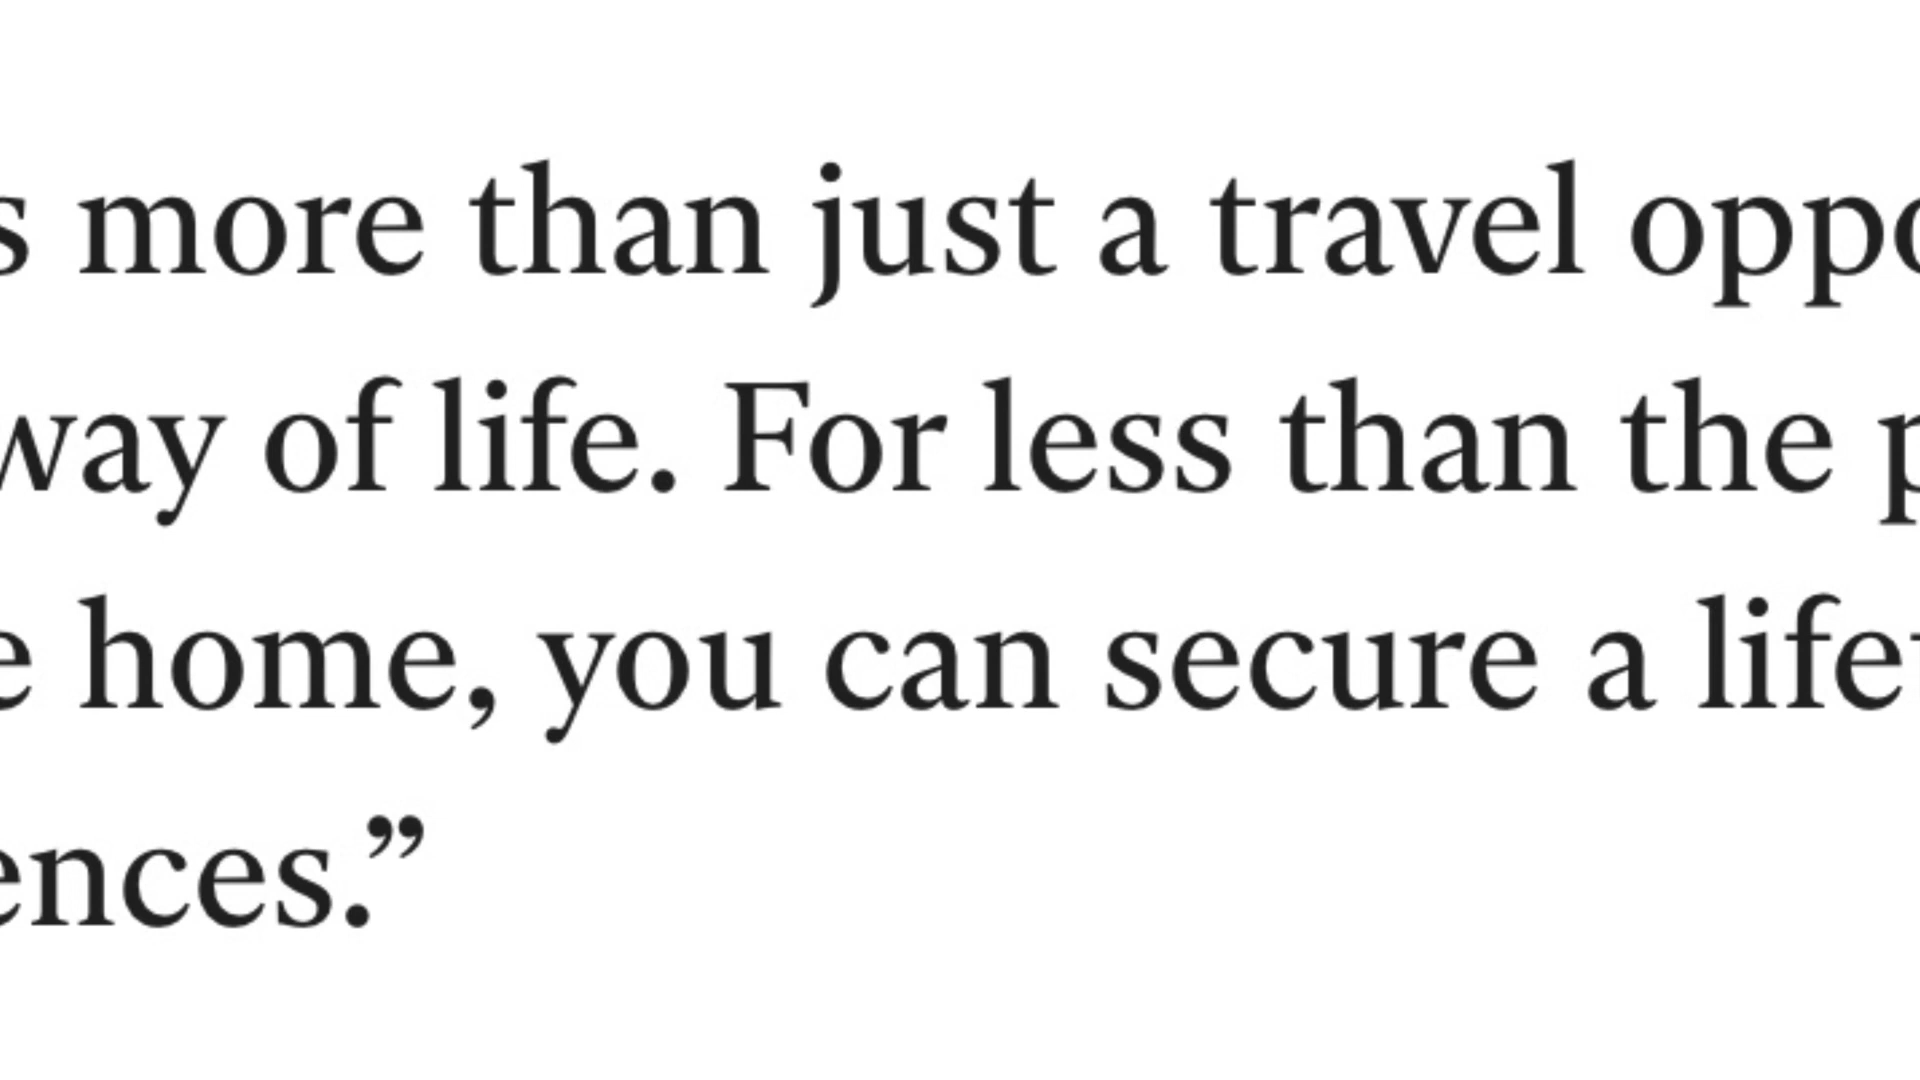 s more than just a travel oppo
way of life. For less than the p
e home, you can secure a life
ences.”